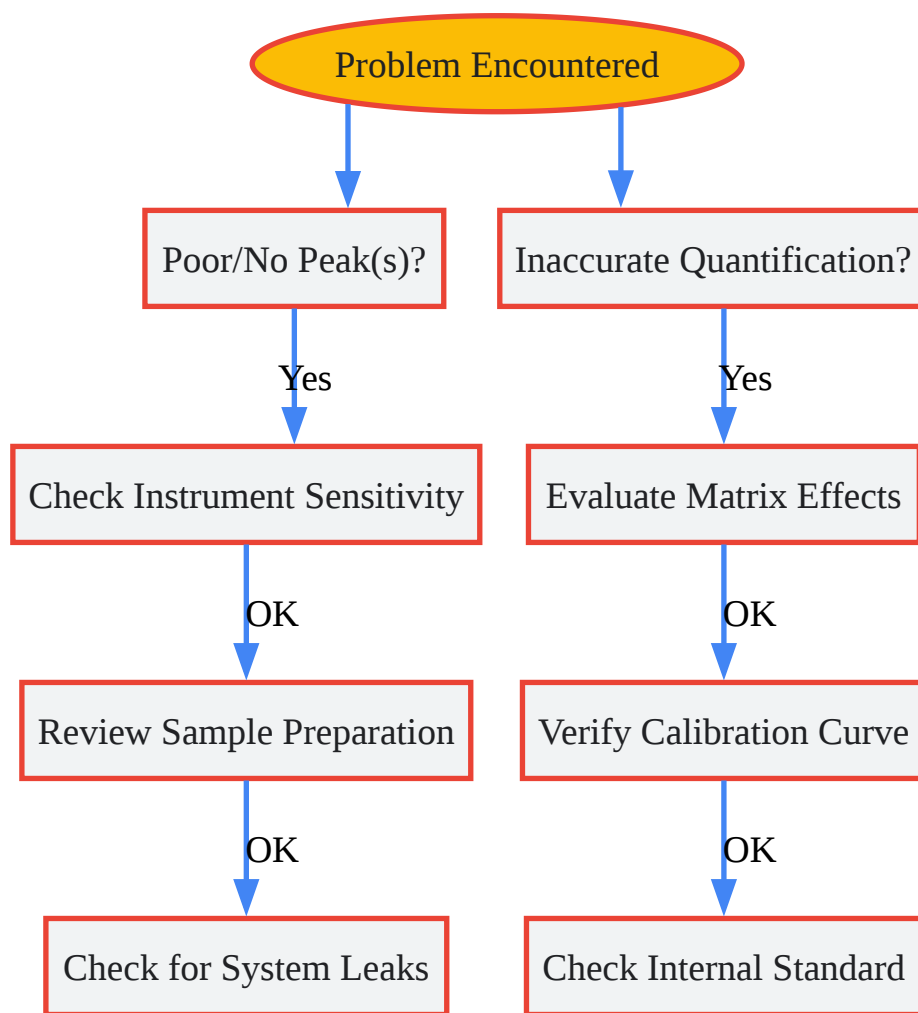 Problem Encountered
Poor/No Peak(s)?
Inaccurate Quantification?
Yes
Yes
Check Instrument Sensitivity
Evaluate Matrix Effects
OK
OK
Review Sample Preparation
Verify Calibration Curve
OK
OK
Check for System Leaks
Check Internal Standard